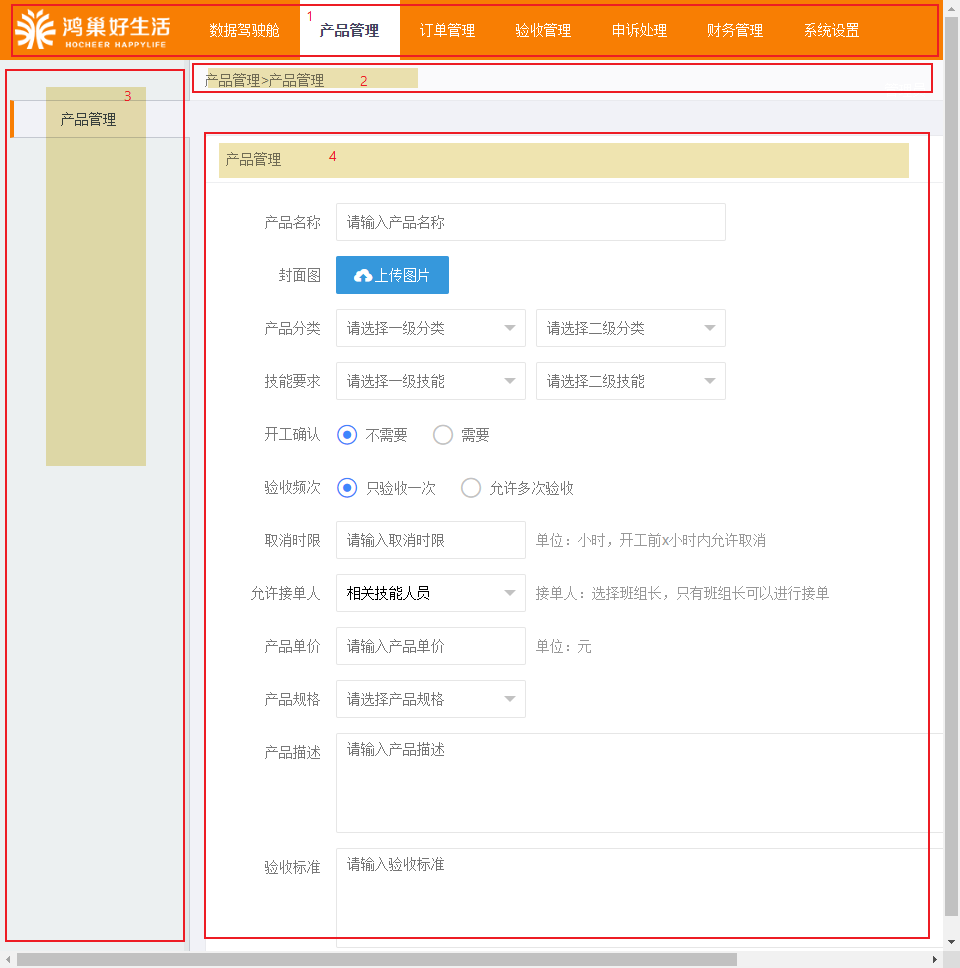 鸿巢好生活
HOCHEER HAPPYLIFE
数据驾驶舱 1 产品管理 订单管理 验收管理 申诉处理 财务管理 系统设置
产品管理>产品管理 2
3
产品管理
产品管理 4
产品名称 请输入产品名称
封面图 上传图片
产品分类 请选择一级分类 请选择二级分类
技能要求 请选择一级技能 请选择二级技能
开工确认 不需要 需要
验收频次 只验收一次 允许多次验收
取消时限 请输入取消时限 单位：小时，开工前x小时内允许取消
允许接单人 相关技能人员 接单人：选择班组长，只有班组长可以进行接单
产品单价 请输入产品单价 单位：元
产品规格 请选择产品规格
产品描述 请输入产品描述
验收标准 请输入验收标准